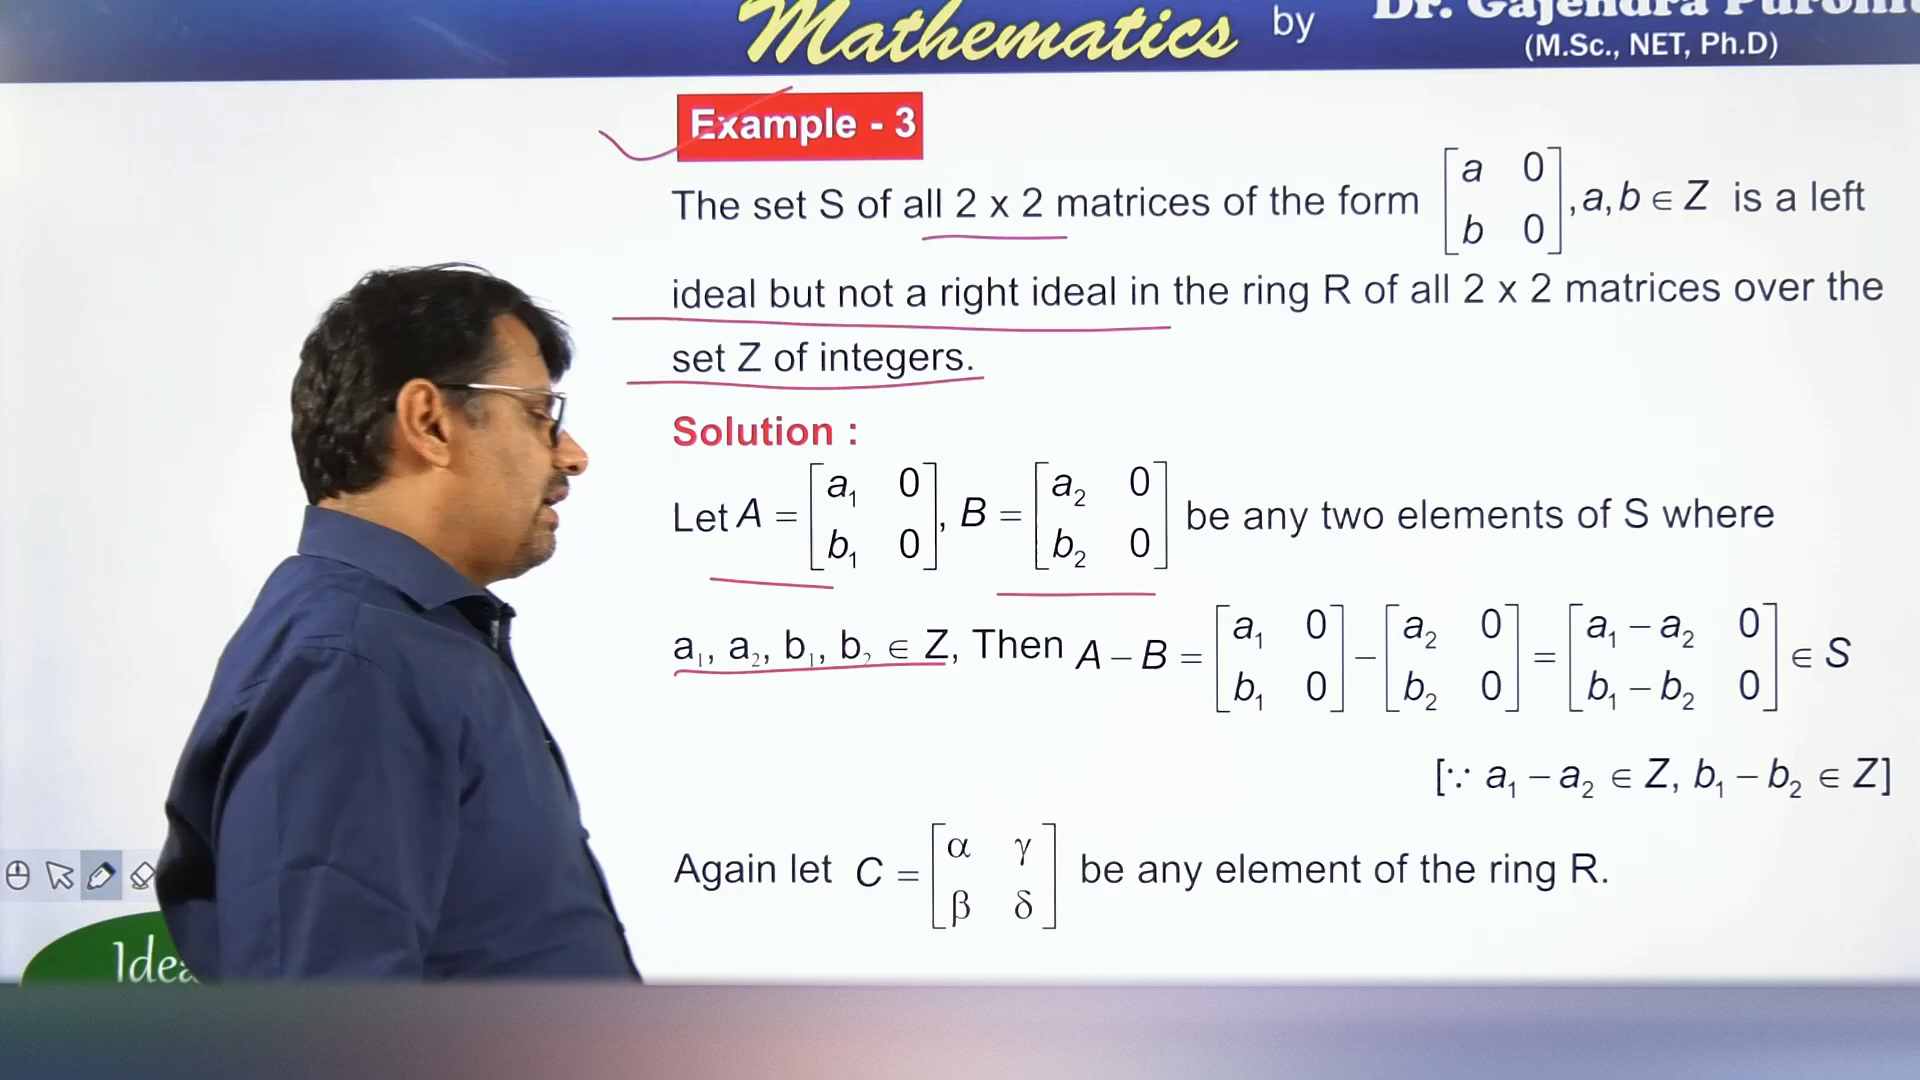 Mathematics by Dr. Gajendra Purohit
(M.Sc., NET, Ph.D)
Example - 3
The set S of all 2 x 2 matrices of the form [a 0; b 0], a, b ∈ Z is a left
ideal but not a right ideal in the ring R of all 2 x 2 matrices over the
set Z of integers.
Solution :
Let A = [a₁ 0; b₁ 0], B = [a₂ 0; b₂ 0] be any two elements of S where
a₁, a₂, b₁, b₂ ∈ Z, Then A − B = [a₁ 0; b₁ 0] − [a₂ 0; b₂ 0] = [a₁ − a₂ 0; b₁ − b₂ 0] ∈ S
[∵ a₁ − a₂ ∈ Z, b₁ − b₂ ∈ Z]
Again let C = [α γ; β δ] be any element of the ring R.